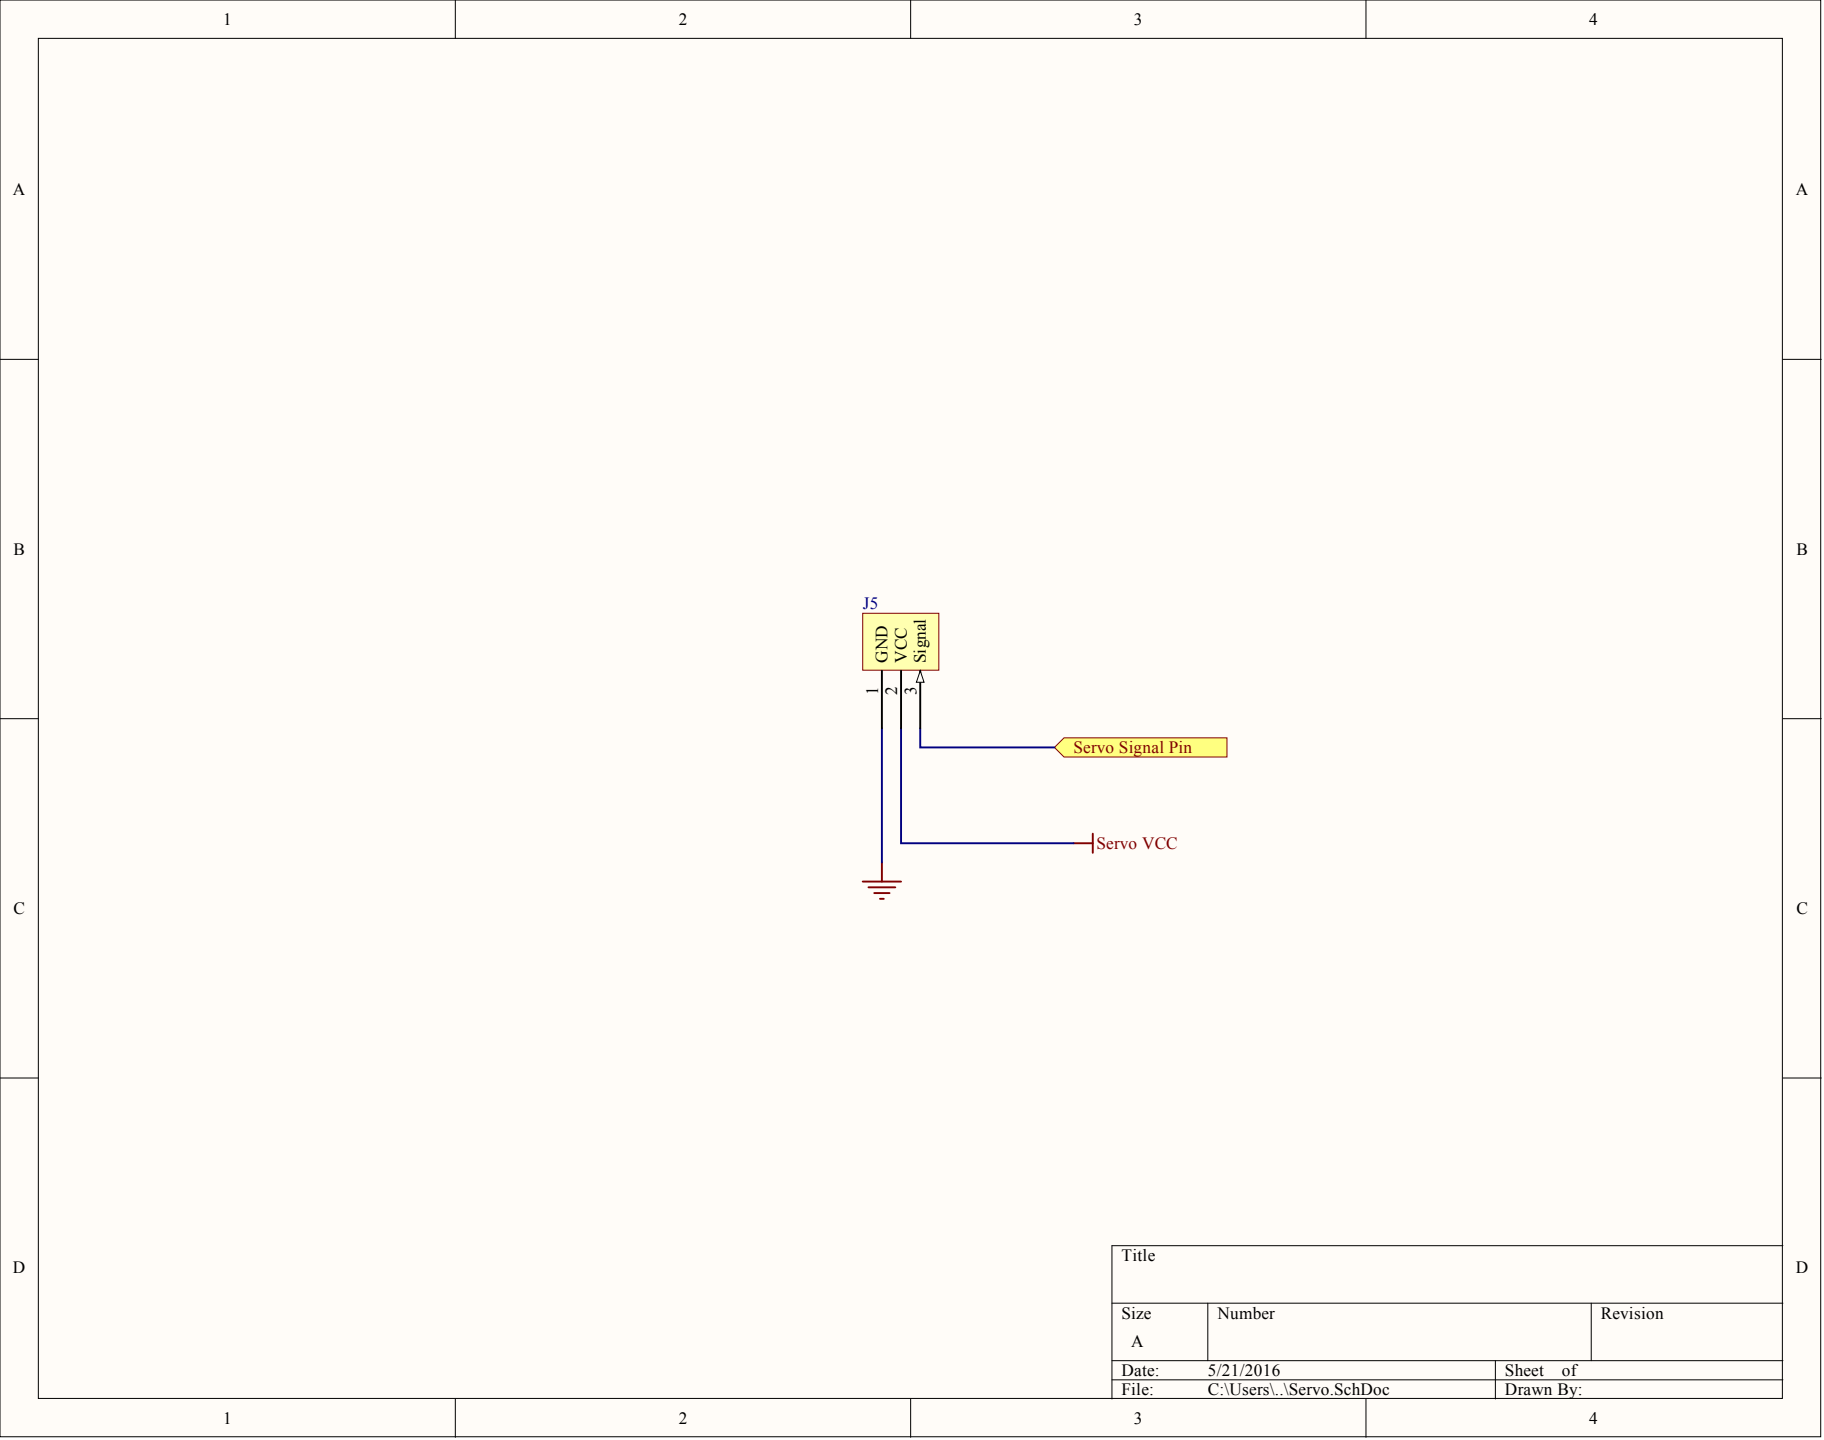 1 2 3 4
A A
B B
J5
GND
VCC
Signal
1
2
3
Servo Signal Pin
Servo VCC
C C
Title
D D
Size Number Revision
A
Date: 5/21/2016 Sheet of
File: C:\Users\..\Servo.SchDoc Drawn By:
1 2 3 4